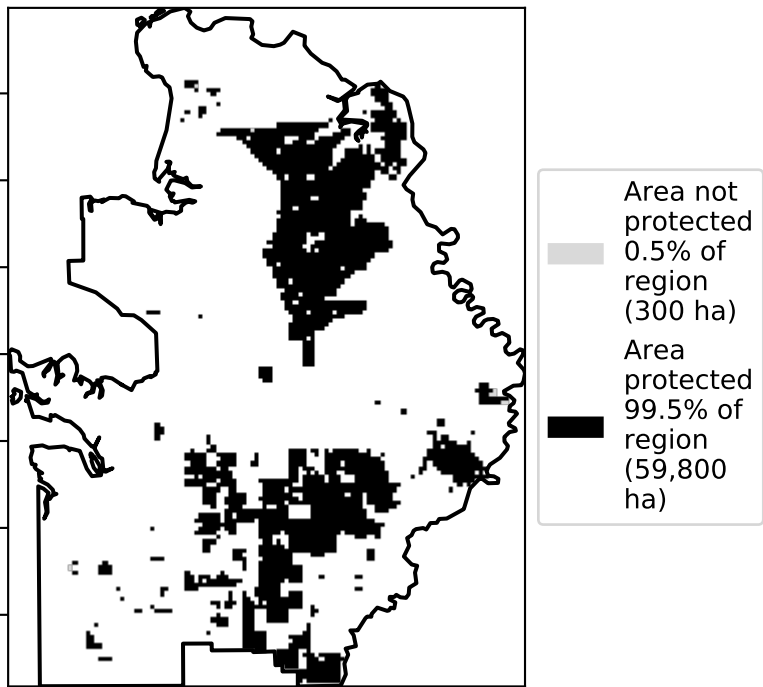 Area not
protected
0.5% of
region
(300 ha)
Area
protected
99.5% of
region
(59,800
ha)